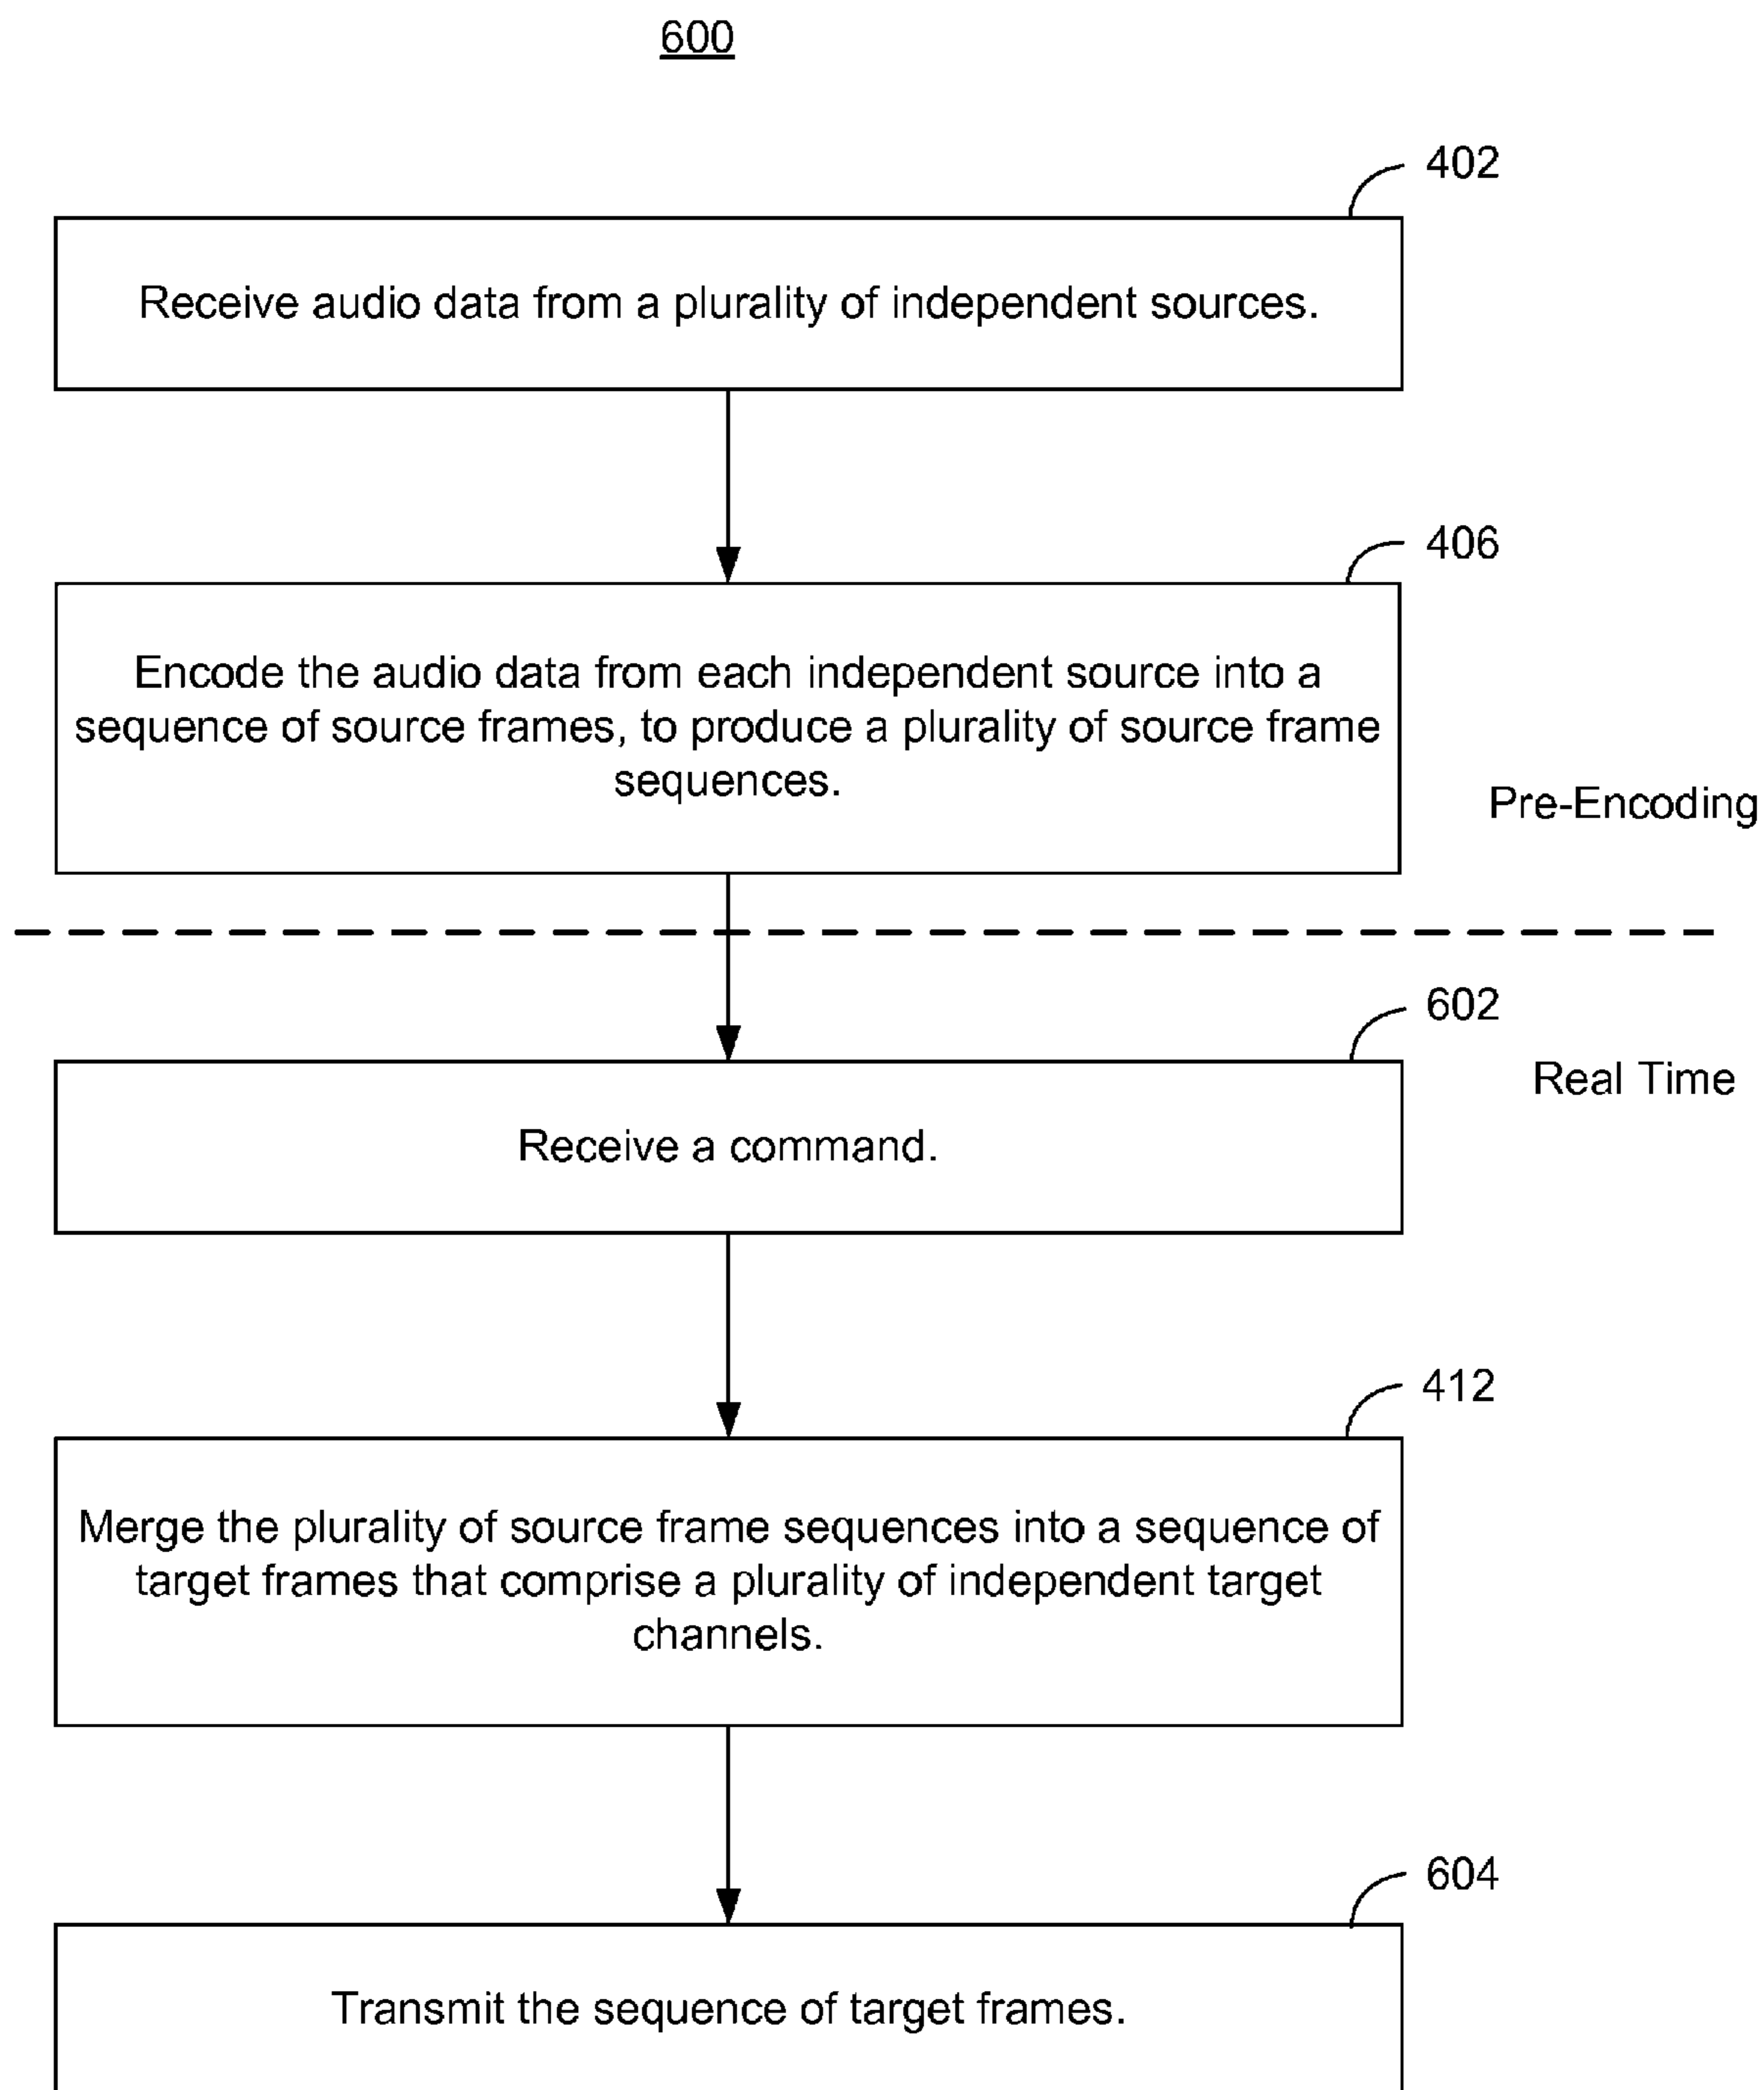 600
402
Receive audio data from a plurality of independent sources.
406
Encode the audio data from each independent source into a
sequence of source frames, to produce a plurality of source frame
sequences.
Pre-Encoding
602
Real Time
Receive a command.
412
Merge the plurality of source frame sequences into a sequence of
target frames that comprise a plurality of independent target
channels.
604
Transmit the sequence of target frames.